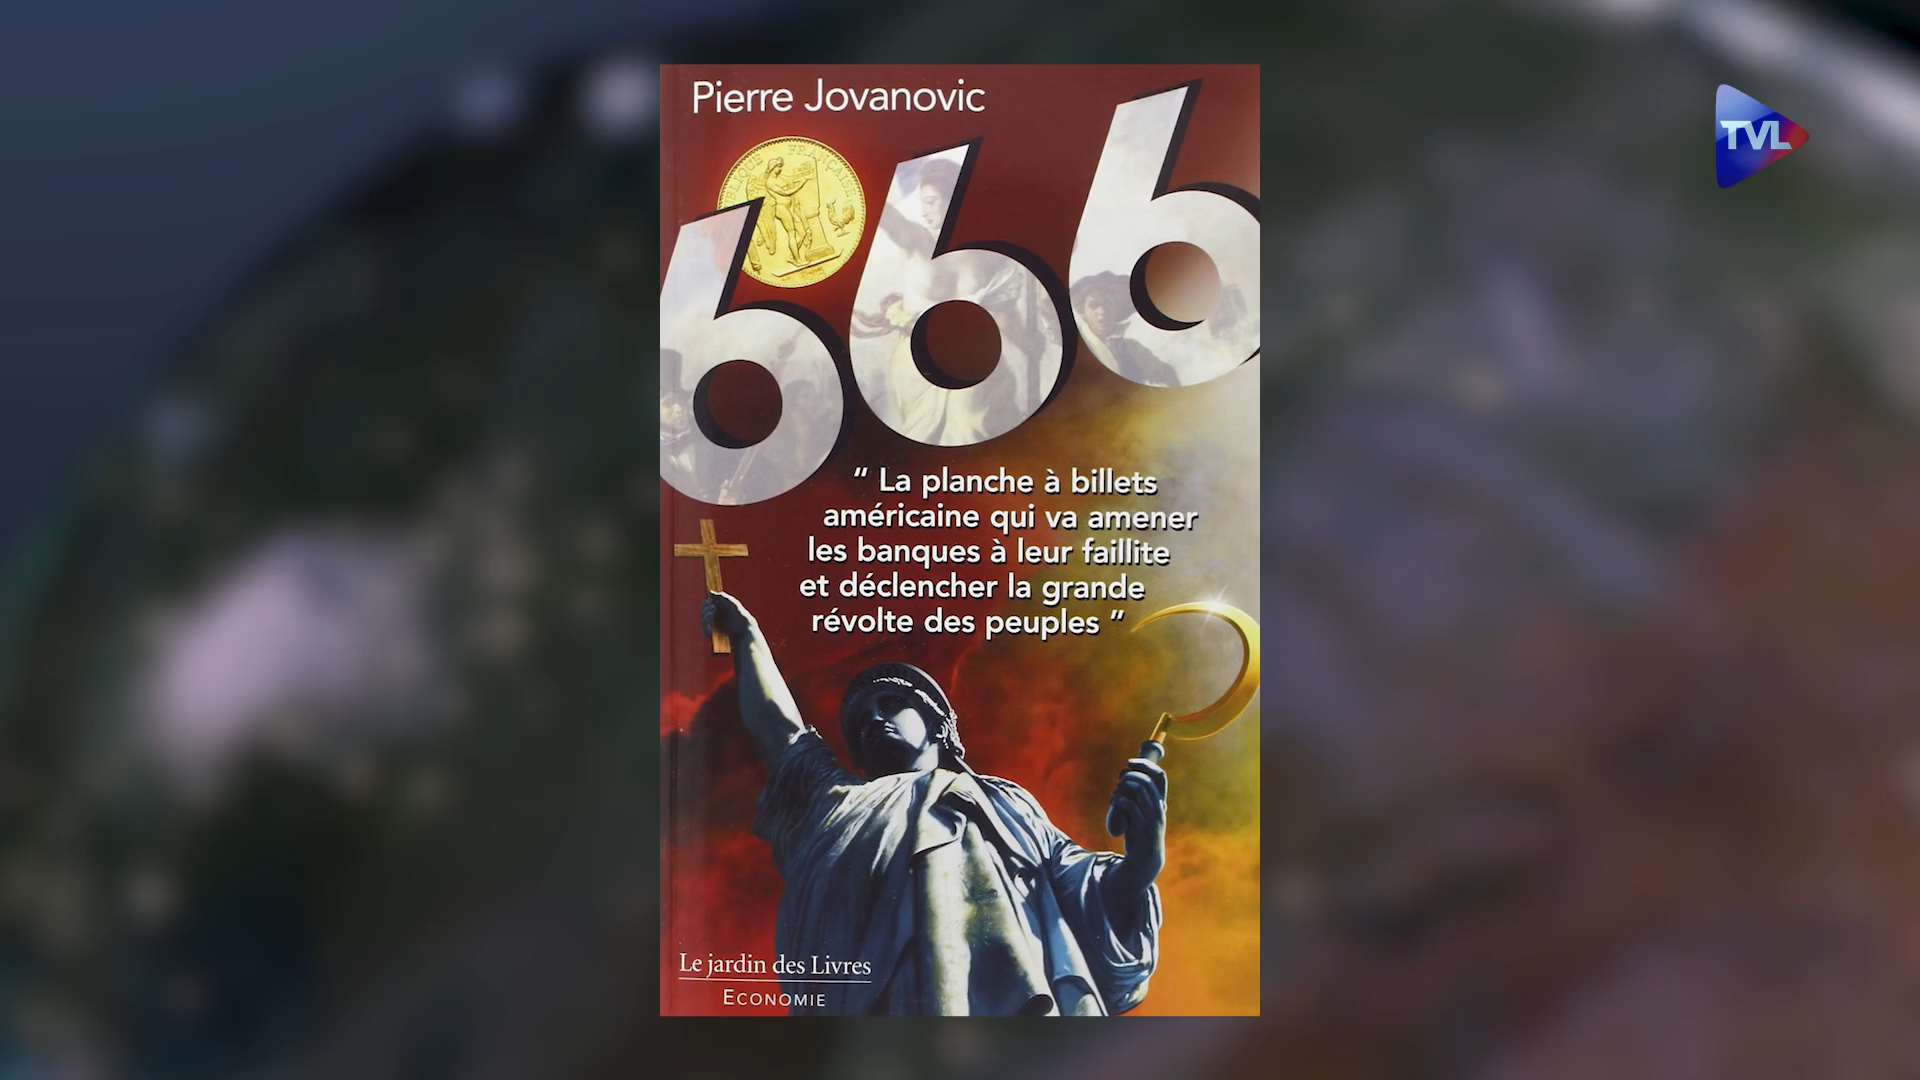 Pierre Jovanovic
TVL
666
" La planche à billets
américaine qui va amener
les banques à leur faillite
et déclencher la grande
révolte des peuples "
Le jardin des Livres
ECONOMIE